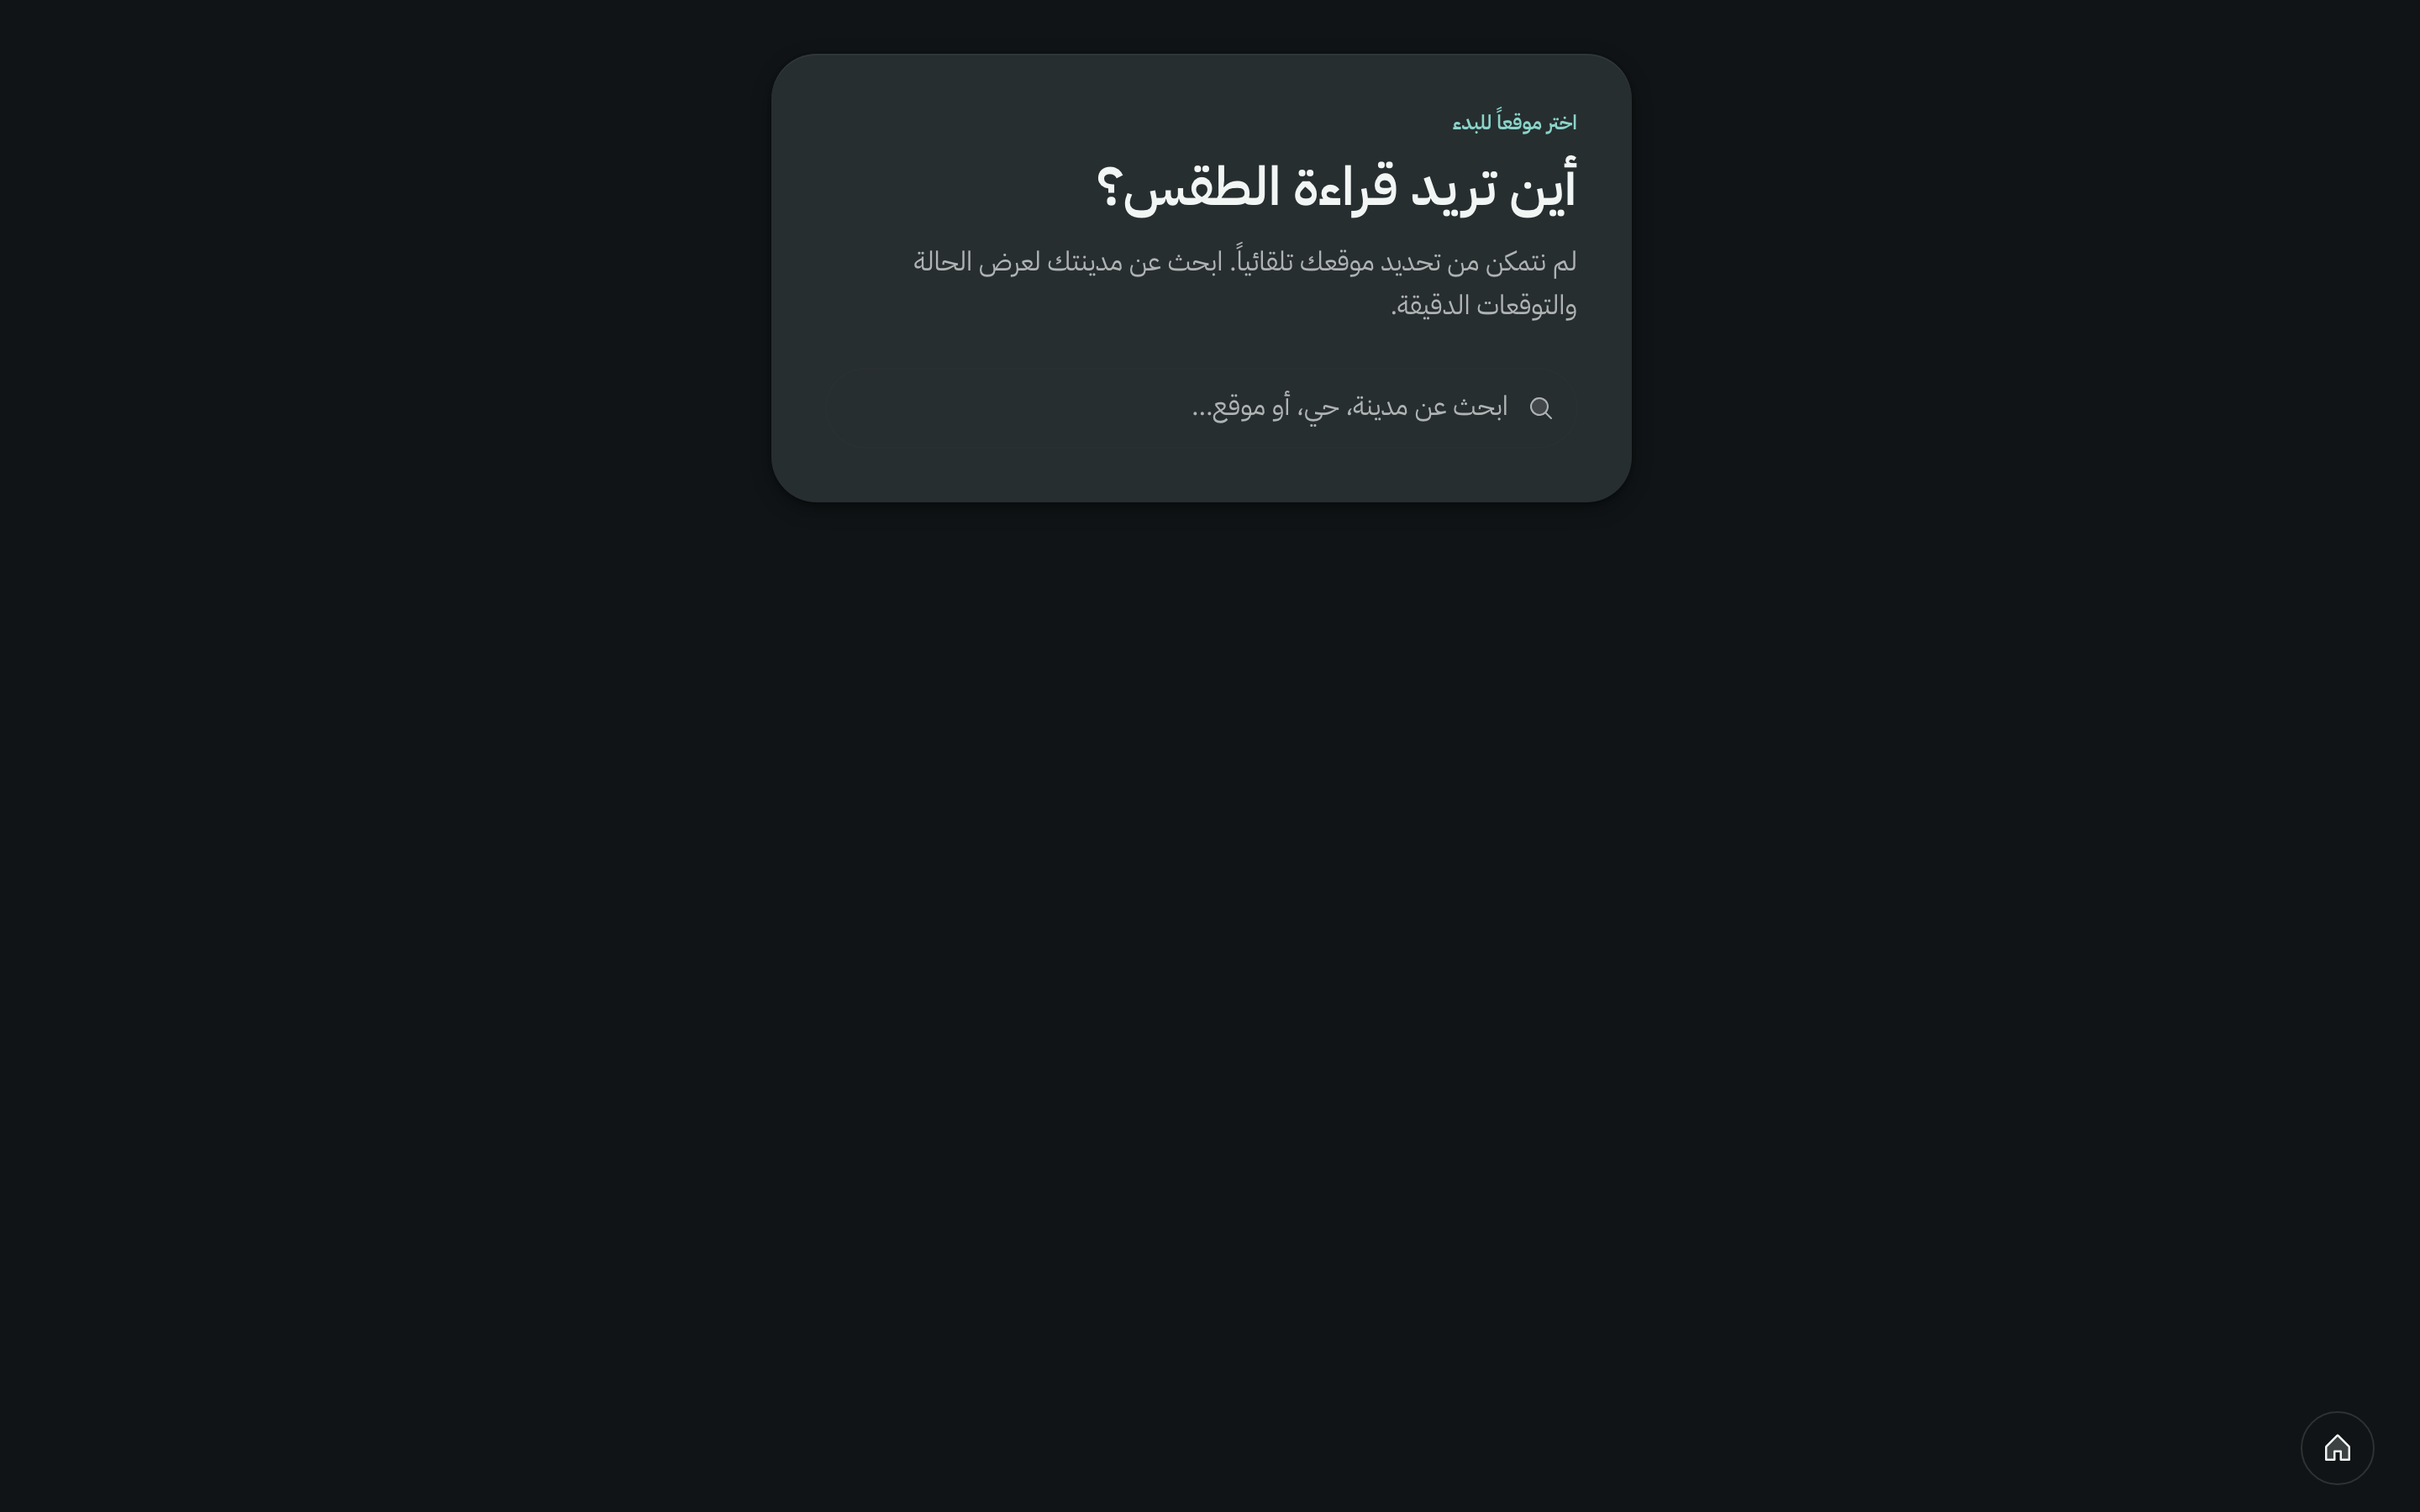 اختر موقعاً للبدء
أين تريد قراءة الطقس؟
لم نتمكن من تحديد موقعك تلقائياً. ابحث عن مدينتك لعرض الحالة
والتوقعات الدقيقة.
ابحث عن مدينة، حي، أو موقع...